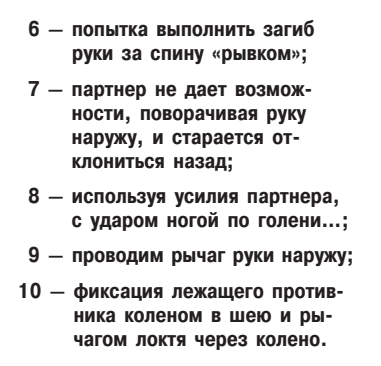 6 — попытка выполнить загиб
руки за спину «рывком»;
7 — партнер не дает возмож-
ности, поворачивая руку
наружу, и старается от-
клониться назад;
8 — используя усилия партнера,
с ударом ногой по голени...;
9 — проводим рычаг руки наружу;
10 — фиксация лежащего против-
ника коленом в шею и ры-
чагом локтя через колено.